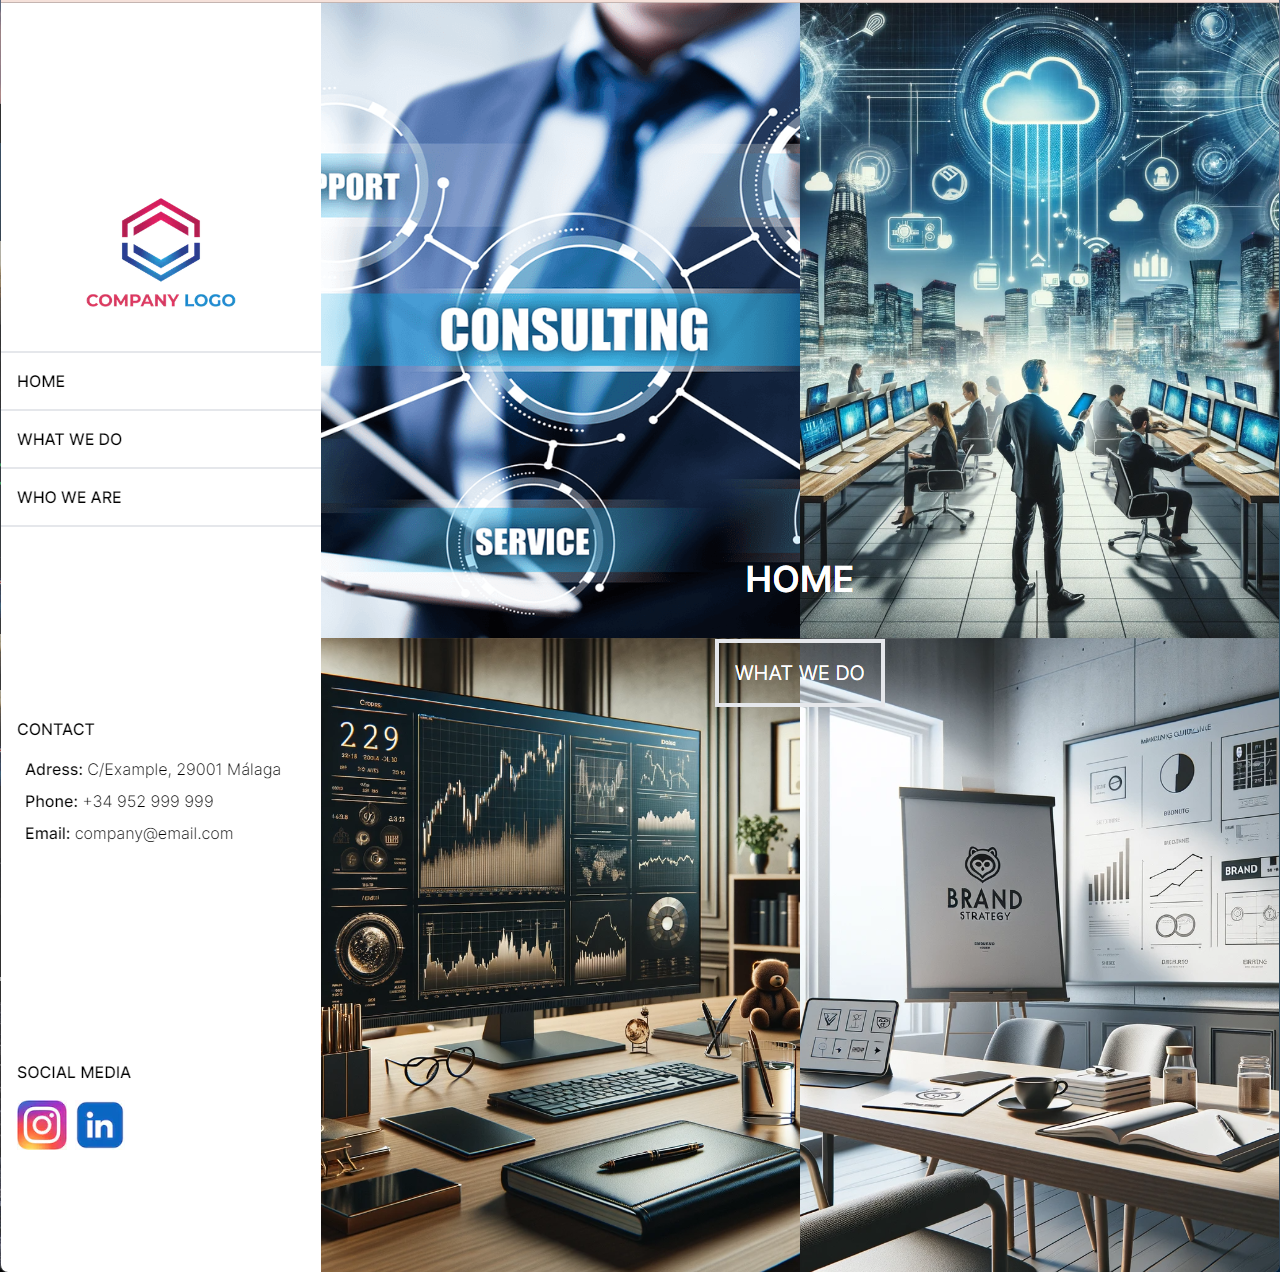 COMPANY LOGO
HOME
WHAT WE DO
WHO WE ARE
CONTACT
Adress: C/Example, 29001 Málaga
Phone: +34 952 999 999
Email: company@email.com
SOCIAL MEDIA
in
PPORT
CONSULTING
SERVICE
HOME
WHAT WE DO
229
BRAND
STRATEGY
BRAND